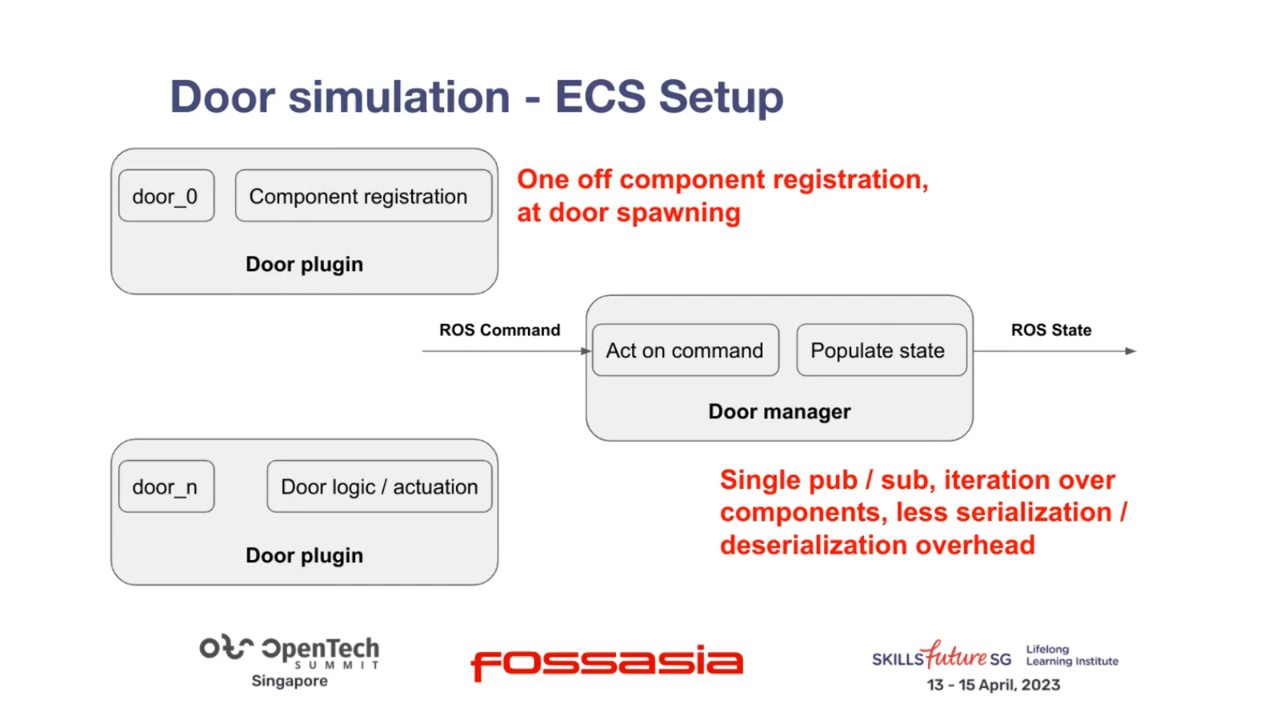 Door simulation - ECS Setup
door_0
Component registration
Door plugin
One off component registration,
at door spawning
ROS Command
Act on command
Populate state
Door manager
ROS State
door_n
Door logic / actuation
Door plugin
Single pub / sub, iteration over
components, less serialization /
deserialization overhead
OpenTech
SUMMIT
Singapore
fossasia
SKILLSfuture SG
Lifelong
Learning Institute
13 - 15 April, 2023